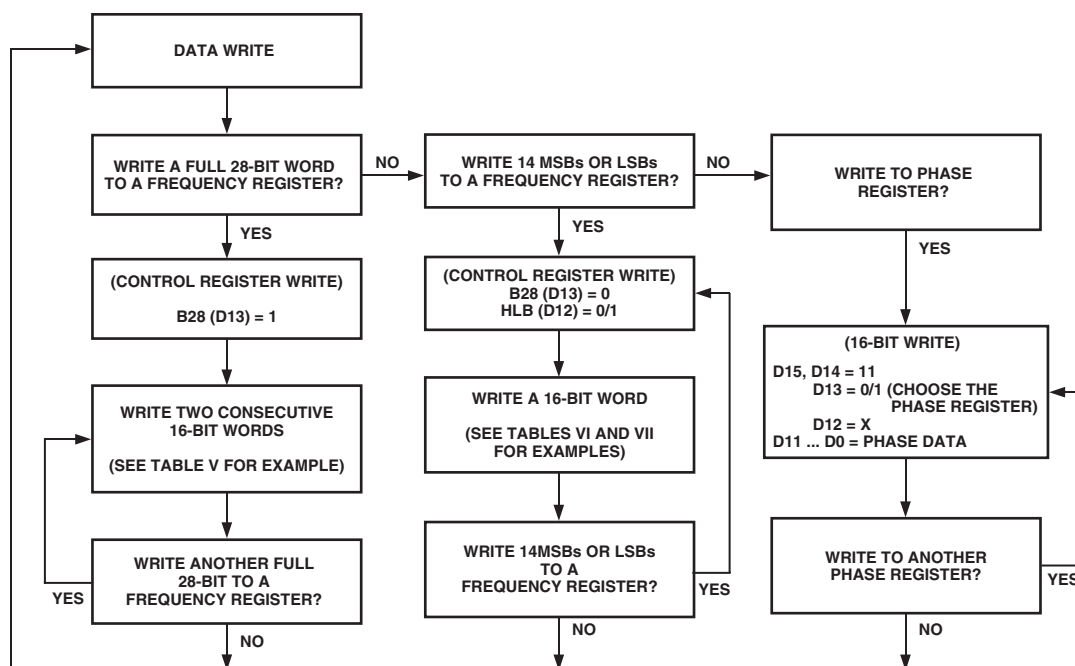 DATA WRITE
WRITE A FULL 28-BIT WORD
TO A FREQUENCY REGISTER?
NO
WRITE 14 MSBs OR LSBs
TO A FREQUENCY REGISTER?
NO
WRITE TO PHASE
REGISTER?
YES
YES
YES
(CONTROL REGISTER WRITE)
B28 (D13) = 1
(CONTROL REGISTER WRITE)
B28 (D13) = 0
HLB (D12) = 0/1
(16-BIT WRITE)
D15, D14 = 11
D13 = 0/1 (CHOOSE THE
PHASE REGISTER)
D12 = X
D11 ... D0 = PHASE DATA
WRITE TWO CONSECUTIVE
16-BIT WORDS
(SEE TABLE V FOR EXAMPLE)
WRITE A 16-BIT WORD
(SEE TABLES VI AND VII
FOR EXAMPLES)
WRITE ANOTHER FULL
28-BIT TO A
FREQUENCY REGISTER?
YES
NO
WRITE 14MSBs OR LSBs
TO A
FREQUENCY REGISTER?
YES
NO
WRITE TO ANOTHER
PHASE REGISTER?
YES
NO